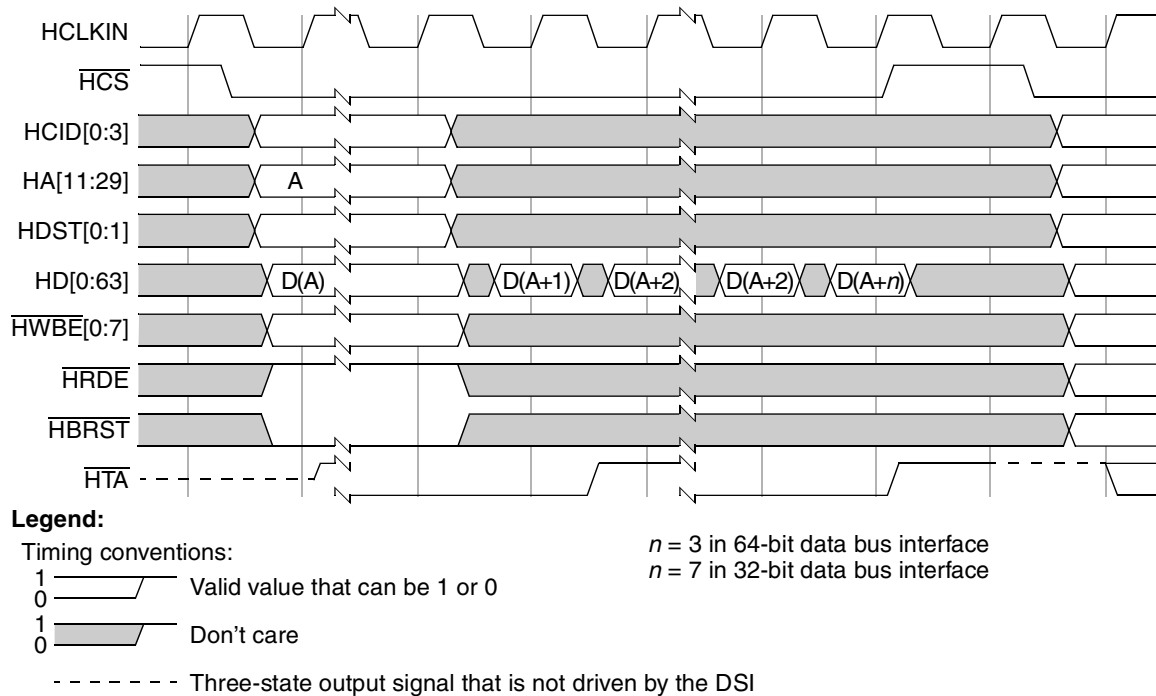 HCLKIN
HCS
HCID[0:3]
HA[11:29] A
HDST[0:1]
HD[0:63] D(A) D(A+1) D(A+2) D(A+2) D(A+n)
HWBE[0:7]
HRDE
HBRST
HTA
Legend:
Timing conventions:
n = 3 in 64-bit data bus interface
n = 7 in 32-bit data bus interface
1
0
Valid value that can be 1 or 0
1
0
Don't care
Three-state output signal that is not driven by the DSI